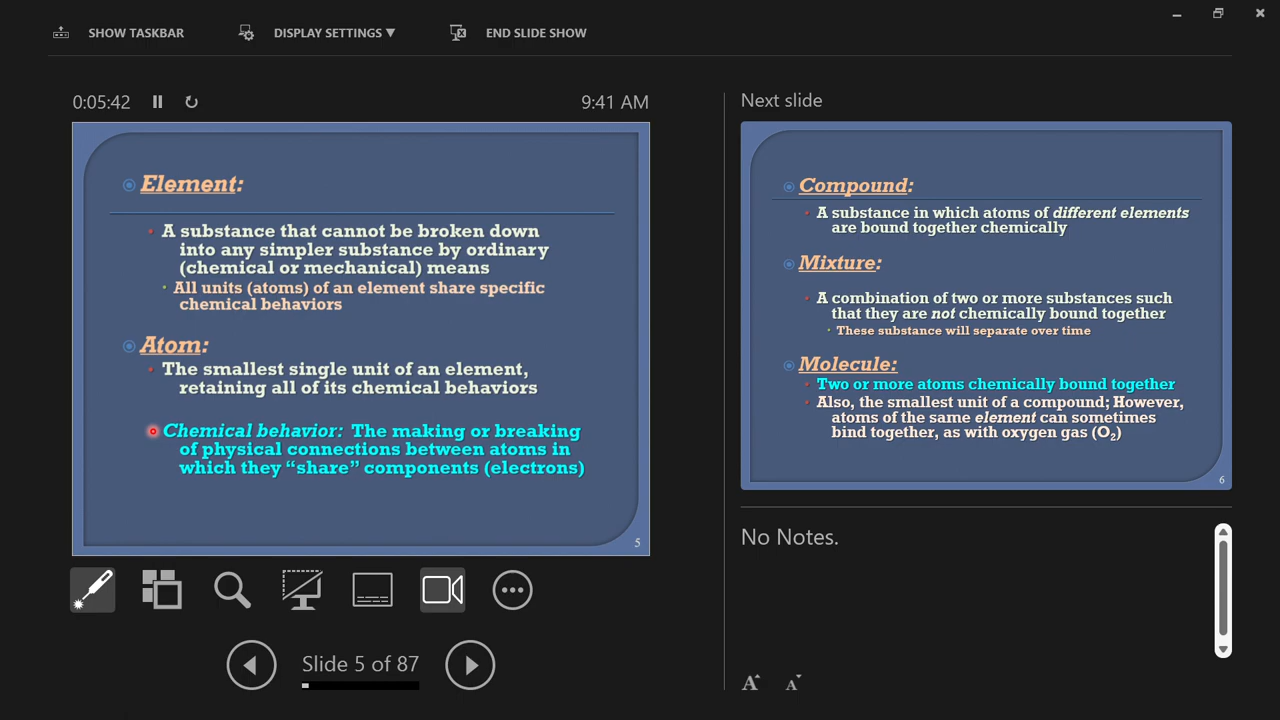 SHOW TASKBAR
DISPLAY SETTINGS ▼
END SLIDE SHOW
0:05:42
9:41 AM
Element:
A substance that cannot be broken down
into any simpler substance by ordinary
(chemical or mechanical) means
All units (atoms) of an element share specific
chemical behaviors
Atom:
The smallest single unit of an element,
retaining all of its chemical behaviors
Chemical behavior: The making or breaking
of physical connections between atoms in
which they “share” components (electrons)
5
Slide 5 of 87
Next slide
Compound:
A substance in which atoms of different elements
are bound together chemically
Mixture:
A combination of two or more substances such
that they are not chemically bound together
These substance will separate over time
Molecule:
Two or more atoms chemically bound together
Also, the smallest unit of a compound; However,
atoms of the same element can sometimes
bind together, as with oxygen gas (O₂)
6
No Notes.
A A